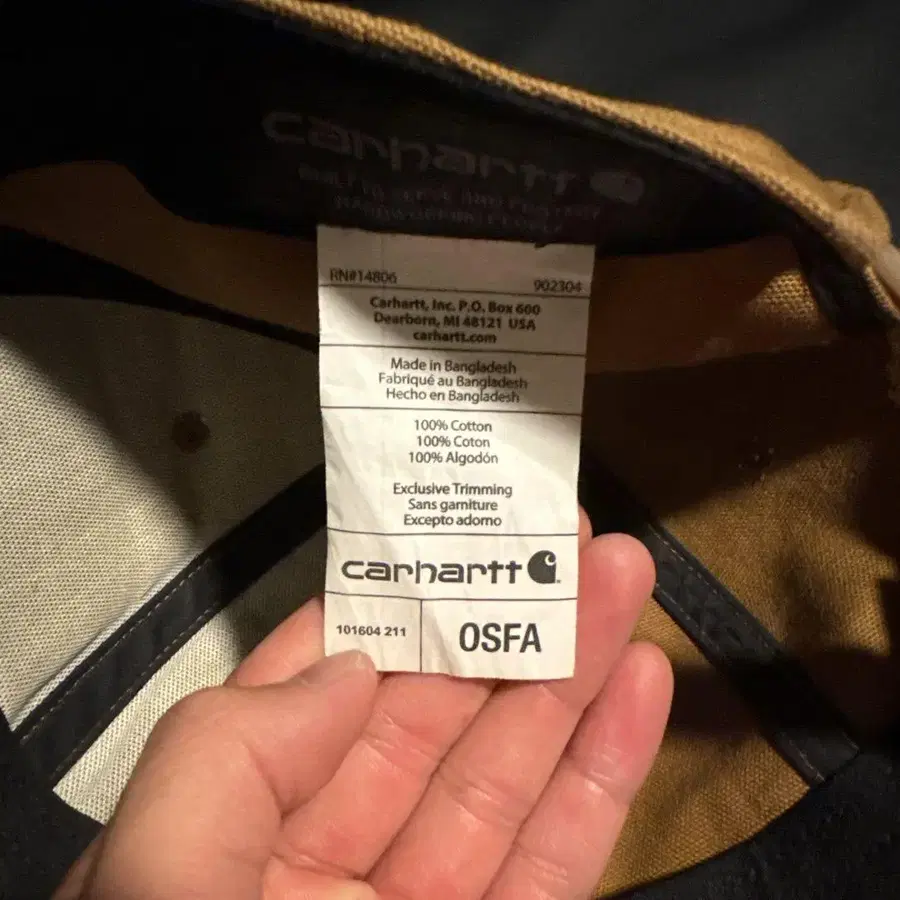 carhartt
RN#14806 902304
Carhartt, Inc. P.O. Box 600
Dearborn, MI 48121 USA
carhartt.com
Made in Bangladesh
Fabriqué au Bangladesh
Hecho en Bangladesh
100% Cotton
100% Coton
100% Algodón
Exclusive Trimming
Sans garniture
Excepto adorno
carhartt
101604 211 OSFA